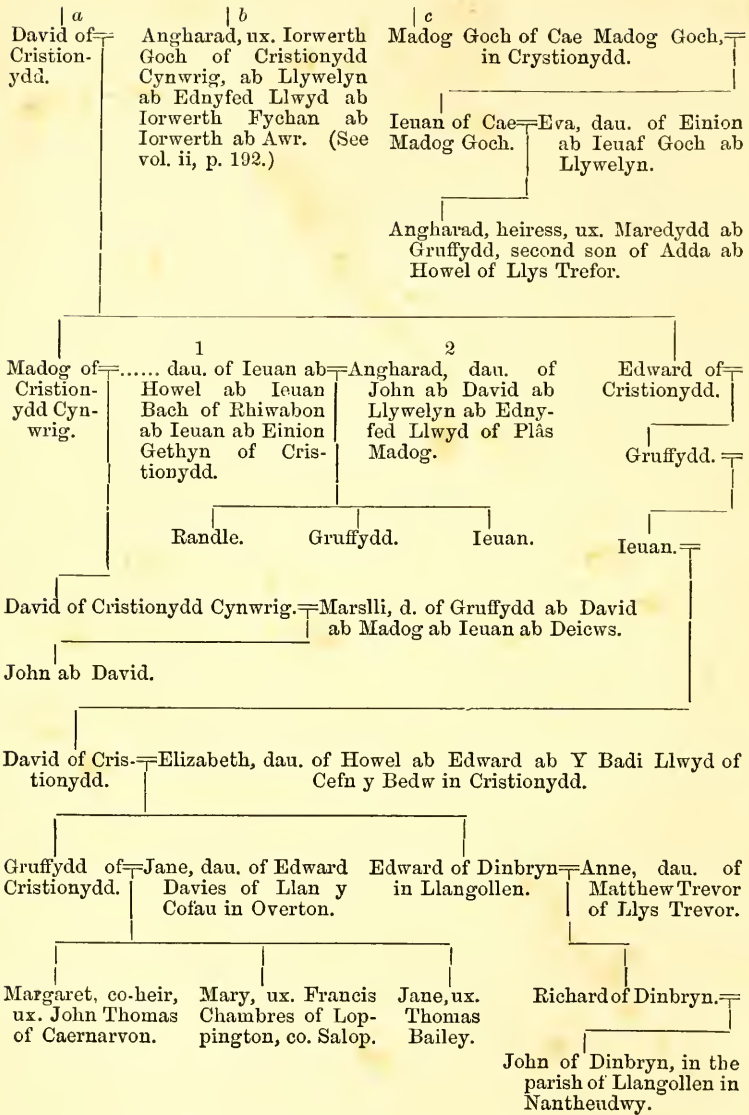 a
David of
Cristion-
ydd.
b
Angharad, ux. Iorwerth
Goch of Cristionydd
Cynwrig, ab Llywelyn
ab Ednyfed Llwyd ab
Iorwerth Fychan ab
Iorwerth ab Awr. (See
vol. ii, p. 192.)
c
Madog Goch of Cae Madog Goch,
in Crystionydd.
Ieuan of Cae
Madog Goch.
Eva, dau. of Einion
ab Ieuaf Goch ab
Llywelyn.
Angharad, heiress, ux. Maredydd ab
Gruffydd, second son of Adda ab
Howel of Llys Trefor.
Madog of
Cristion-
ydd Cyn-
wrig.
1
...... dau. of Ieuan ab
Howel ab Ieuan
Bach of Rhiwabon
ab Ieuan ab Einion
Gethyn of Cris-
tionydd.
2
Angharad, dau. of
John ab David ab
Llywelyn ab Edny-
fed Llwyd of Plâs
Madog.
Edward of
Cristionydd.
Gruffydd.
Randle. Gruffydd. Ieuan.
Ieuan.
David of Cristionydd Cynwrig.
Marslli, d. of Gruffydd ab David
ab Madog ab Ieuan ab Deicws.
John ab David.
David of Cris-
tionydd.
Elizabeth, dau. of Howel ab Edward ab Y Badi Llwyd of
Cefn y Bedw in Cristionydd.
Gruffydd of
Cristionydd.
Jane, dau. of Edward
Davies of Llan y
Cofau in Overton.
Edward of Dinbryn
in Llangollen.
Anne, dau. of
Matthew Trevor
of Llys Trevor.
Margaret, co-heir,
ux. John Thomas
of Caernarvon.
Mary, ux. Francis
Chambres of Lop-
pington, co. Salop.
Jane, ux.
Thomas
Bailey.
Richard of Dinbryn.
John of Dinbryn, in the
parish of Llangollen in
Nantheudwy.